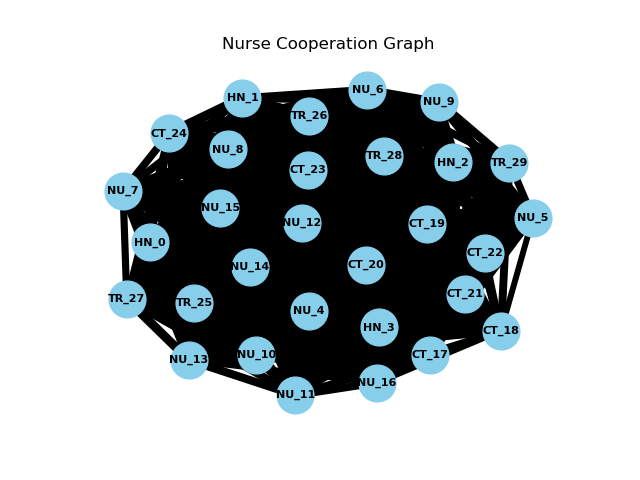 Nurse Cooperation Graph
NU_6
HN_1
NU_9
TR_26
CT_24
NU_8
TR_28
HN_2
TR_29
CT_23
NU_7
NU_15
NU_5
NU_12
CT_19
HN_0
CT_22
CT_20
NU_14
CT_21
TR_27
TR_25
NU_4
HN_3
CT_18
CT_17
NU_10
NU_13
NU_16
NU_11